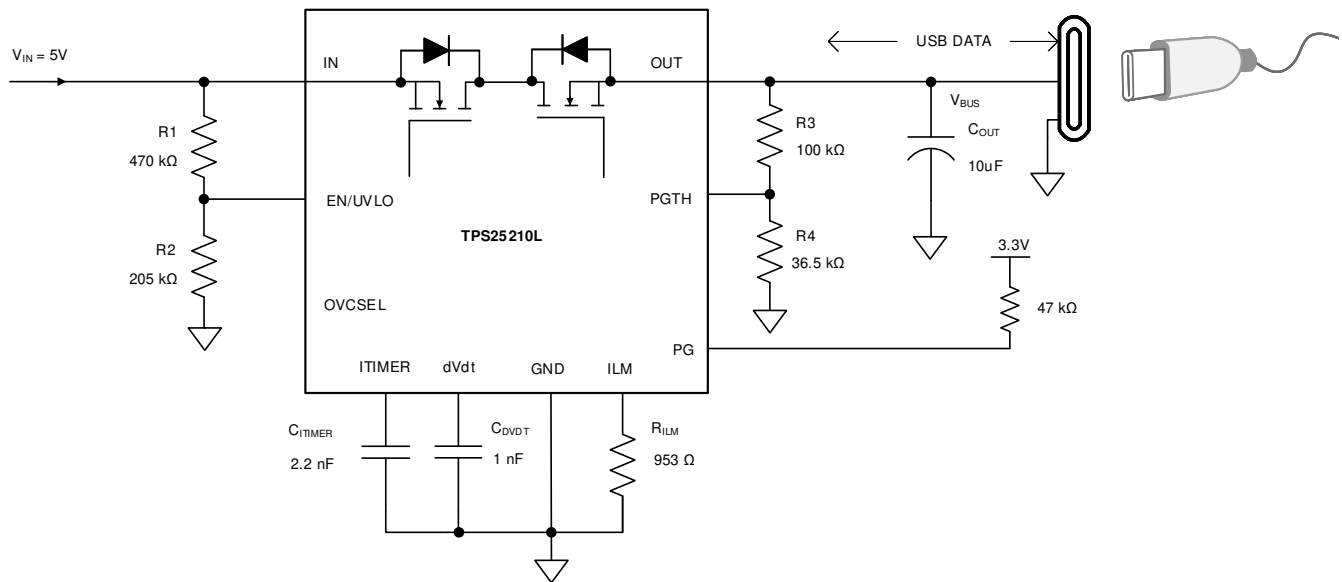 V_IN = 5V
IN
OUT
USB DATA
V_BUS
R1
470 kΩ
R3
100 kΩ
C_OUT
10uF
EN/UVLO
PGTH
TPS25210L
R2
205 kΩ
R4
36.5 kΩ
3.3V
OVCSEL
47 kΩ
PG
ITIMER
dVdt
GND
ILM
C_ITIMER
2.2 nF
C_DVDT
1 nF
R_ILM
953 Ω